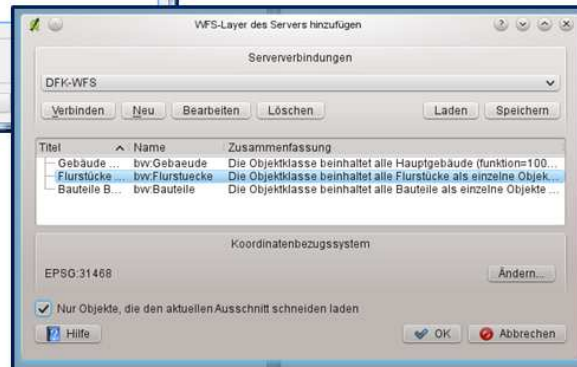 WFS-Layer des Servers hinzufügen
Serververbindungen
DFK-WFS
Verbinden Neu Bearbeiten Löschen Laden Speichern
Titel Name Zusammenfassung
Gebäude ... bvv:Gebaeude Die Objektklasse beinhaltet alle Hauptgebäude (funktion=100...
Flurstücke ... bvv:Flurstuecke Die Objektklasse beinhaltet alle Flurstücke als einzelne Objek...
Bauteile B... bvv:Bauteile Die Objektklasse beinhaltet alle Bauteile als einzelne Objekte ...
Koordinatenbezugssystem
EPSG:31468 Ändern...
Nur Objekte, die den aktuellen Ausschnitt schneiden laden
Hilfe OK Abbrechen